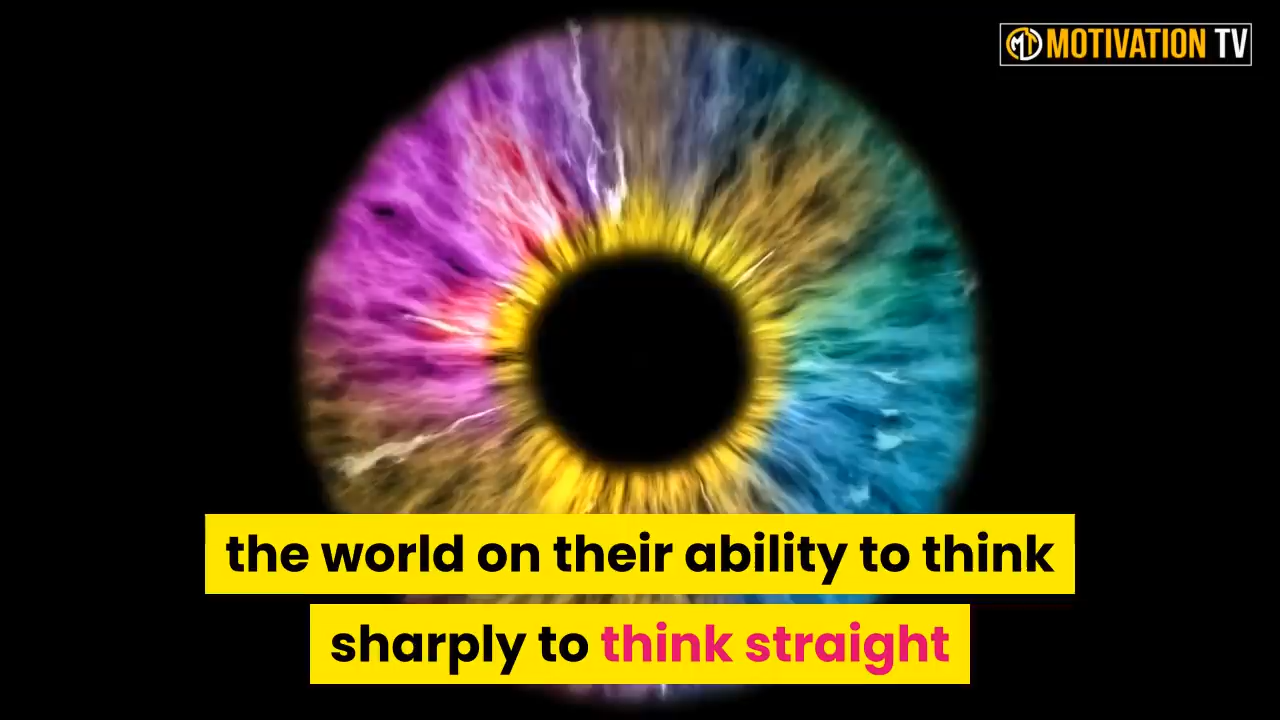 MOTIVATION TV
the world on their ability to think
sharply to think straight